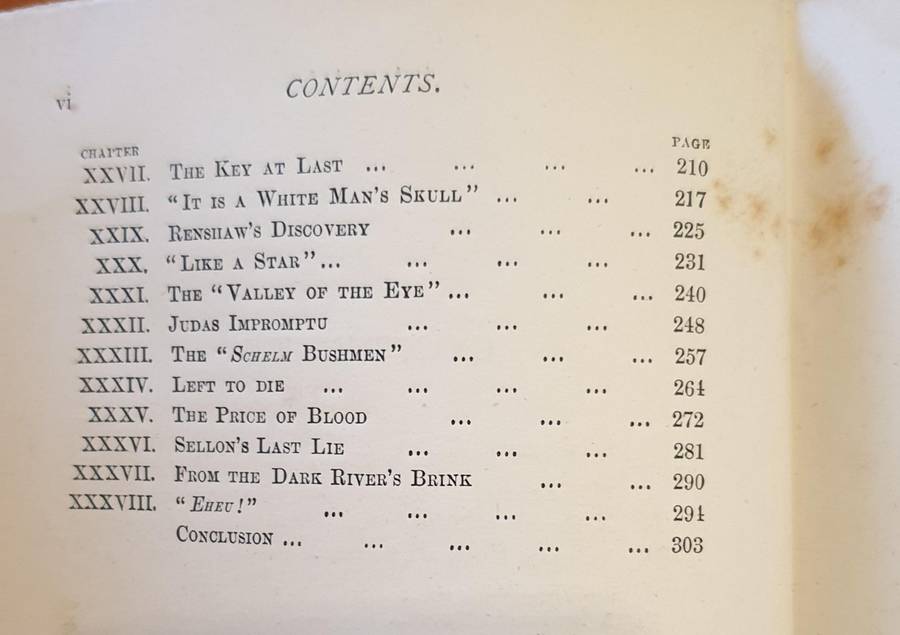 vi
CONTENTS.
CHAPTER PAGE
XXVII. THE KEY AT LAST ... ... ... ... 210
XXVIII. "IT IS A WHITE MAN'S SKULL" ... ... 217
XXIX. RENSHAW'S DISCOVERY ... ... ... 225
XXX. "LIKE A STAR"... ... ... ... 231
XXXI. THE "VALLEY OF THE EYE"... ... ... 240
XXXII. JUDAS IMPROMPTU ... ... ... 248
XXXIII. THE "SCHELM BUSHMEN" ... ... ... 257
XXXIV. LEFT TO DIE ... ... ... ... 264
XXXV. THE PRICE OF BLOOD ... ... ... 272
XXXVI. SELLON'S LAST LIE ... ... ... 281
XXXVII. FROM THE DARK RIVER'S BRINK ... ... 290
XXXVIII. "EHEU!" ... ... ... ... 294
CONCLUSION ... ... ... ... ... 303